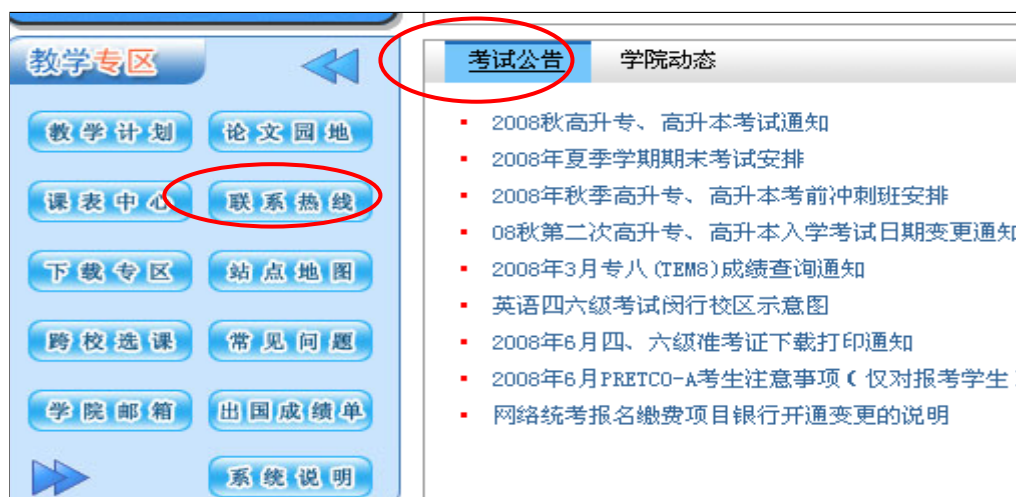 教学专区
教学计划 论文园地
课表中心 联系热线
下载专区 站点地图
跨校选课 常见问题
学院邮箱 出国成绩单
系统说明
考试公告 学院动态
2008秋高升专、高升本考试通知
2008年夏季学期期末考试安排
2008年秋季高升专、高升本考前冲刺班安排
08秋第二次高升专、高升本入学考试日期变更通知
2008年3月专八(TEM8)成绩查询通知
英语四六级考试闵行校区示意图
2008年6月四、六级准考证下载打印通知
2008年6月PRETCO-A考生注意事项(仅对报考学生
网络统考报名缴费项目银行开通变更的说明